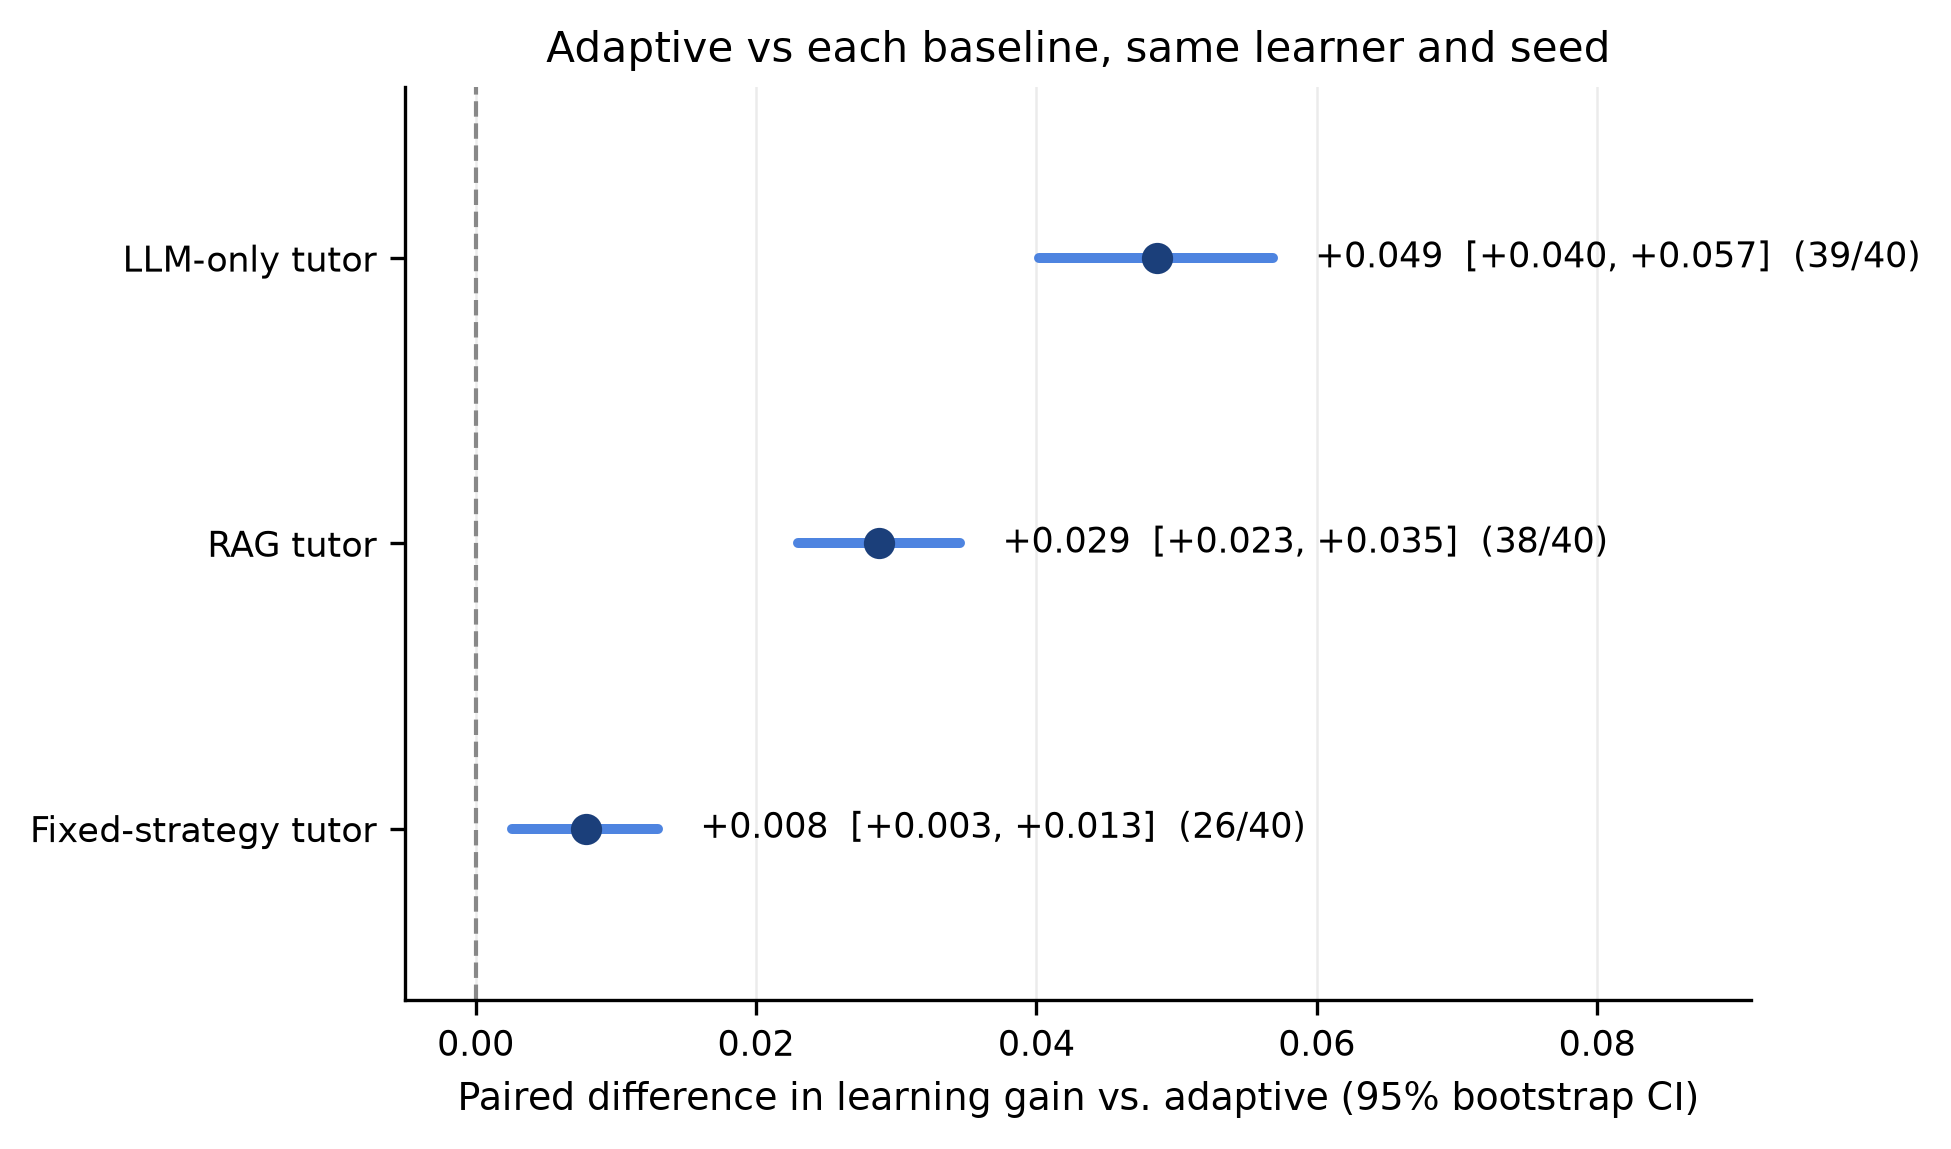 Adaptive vs each baseline, same learner and seed
LLM-only tutor
+0.049 [+0.040, +0.057] (39/40)
RAG tutor
+0.029 [+0.023, +0.035] (38/40)
Fixed-strategy tutor
+0.008 [+0.003, +0.013] (26/40)
0.00 0.02 0.04 0.06 0.08
Paired difference in learning gain vs. adaptive (95% bootstrap CI)